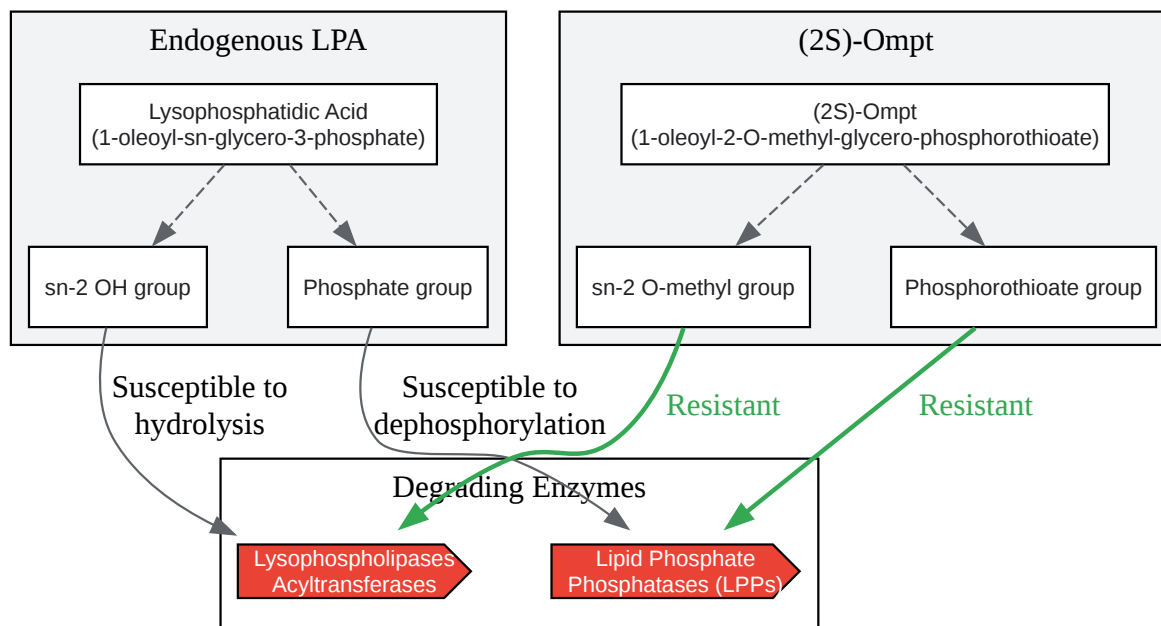 Endogenous LPA
(2S)-Ompt
Lysophosphatidic Acid
(1-oleoyl-sn-glycero-3-phosphate)
(2S)-Ompt
(1-oleoyl-2-O-methyl-glycero-phosphorothioate)
sn-2 OH group
Phosphate group
sn-2 O-methyl group
Phosphorothioate group
Susceptible to
hydrolysis
Susceptible to
dephosphorylation
Resistant
Resistant
Degrading Enzymes
Lysophospholipases
Acyltransferases
Lipid Phosphate
Phosphatases (LPPs)